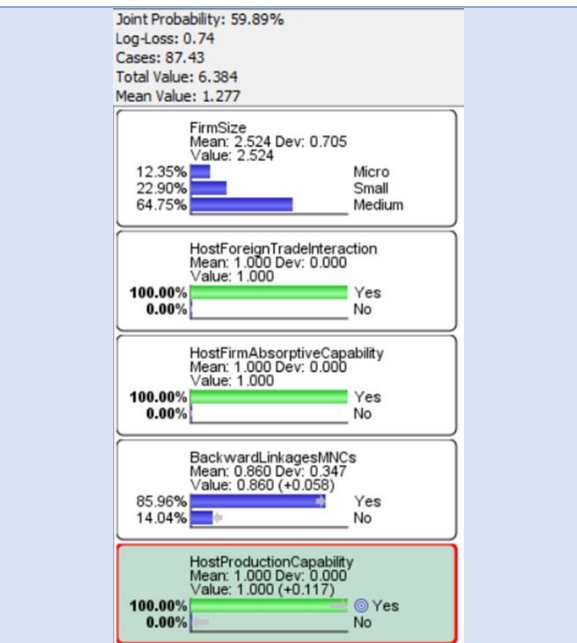 Joint Probability: 59.89%
Log-Loss: 0.74
Cases: 87.43
Total Value: 6.384
Mean Value: 1.277
FirmSize
Mean: 2.524 Dev: 0.705
Value: 2.524
12.35% Micro
22.90% Small
64.75% Medium
HostForeignTradeInteraction
Mean: 1.000 Dev: 0.000
Value: 1.000
100.00% Yes
0.00% No
HostFirmAbsorptiveCapability
Mean: 1.000 Dev: 0.000
Value: 1.000
100.00% Yes
0.00% No
BackwardLinkagesMNCs
Mean: 0.860 Dev: 0.347
Value: 0.860 (+0.058)
85.96% Yes
14.04% No
HostProductionCapability
Mean: 1.000 Dev: 0.000
Value: 1.000 (+0.117)
100.00% Yes
0.00% No